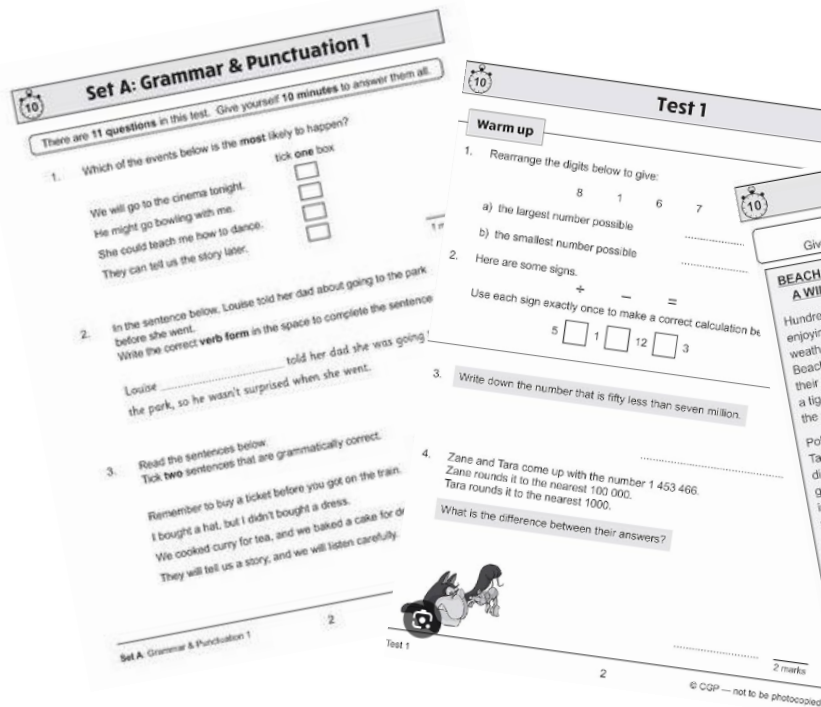 10
Set A: Grammar & Punctuation 1
There are 11 questions in this test. Give yourself 10 minutes to answer them all.
1. Which of the events below is the most likely to happen?
tick one box
We will go to the cinema tonight.
He might go bowling with me.
She could teach me how to dance.
They can tell us the story later.
1 m
2. In the sentence below, Louise told her dad about going to the park
before she went.
Write the correct verb form in the space to complete the sentence
Louise told her dad she was going
the park, so he wasn't surprised when she went.
3. Read the sentences below.
Tick two sentences that are grammatically correct.
Remember to buy a ticket before you got on the train.
I bought a hat, but I didn't bought a dress.
We cooked curry for tea, and we baked a cake for
They will tell us a story, and we will listen carefully.
Set A: Grammar & Punctuation 1
2
10
Test 1
Warm up
1. Rearrange the digits below to give:
8 1 6 7
a) the largest number possible
b) the smallest number possible
2. Here are some signs.
÷ − =
Use each sign exactly once to make a correct calculation be
5 1 12 3
3. Write down the number that is fifty less than seven million.
4. Zane and Tara come up with the number 1 453 466.
Zane rounds it to the nearest 100 000.
Tara rounds it to the nearest 1000.
What is the difference between their answers?
2 marks
Test 1
2
© CGP — not to be photocopied
10
Giv
BEACH
A WI
Hundre
enjoyin
weath
Beac
their
a tig
the
Po
Ta
di
g